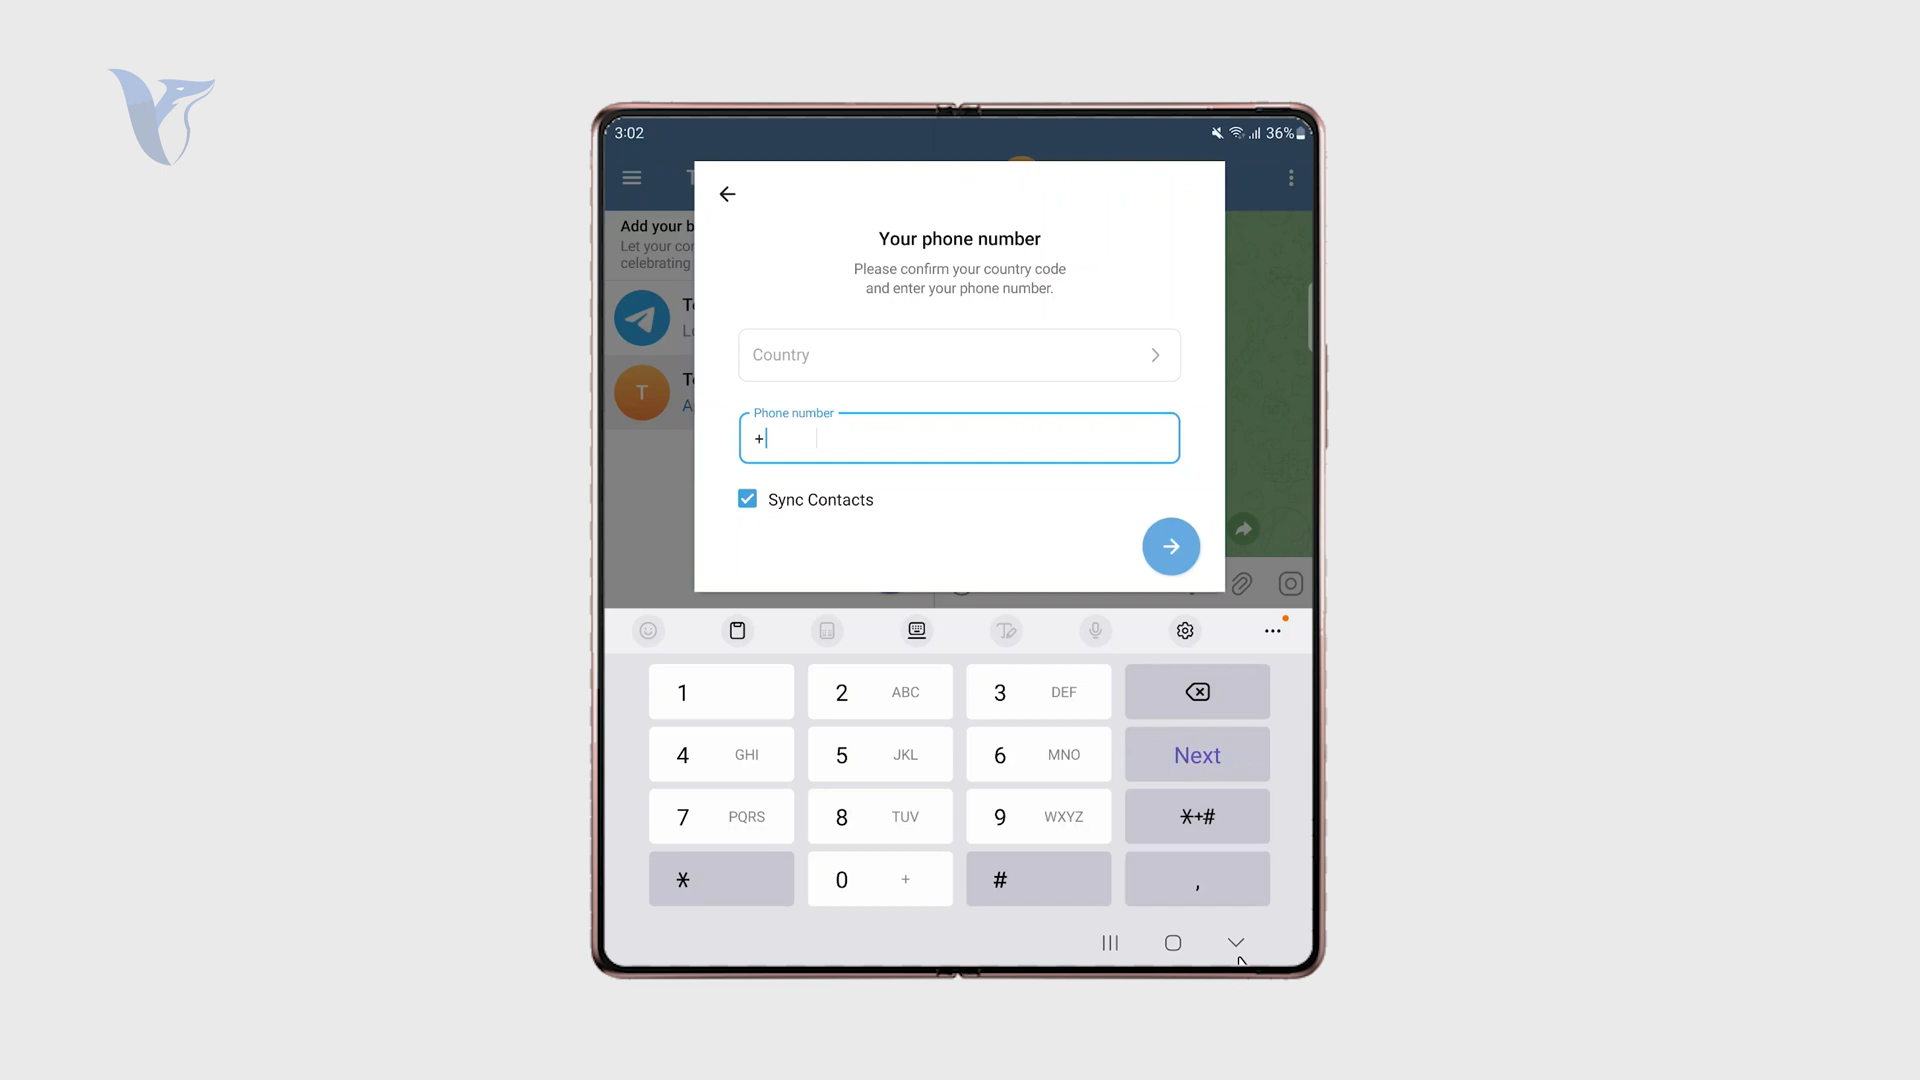 3:02
36%
T
Your phone number
Please confirm your country code
and enter your phone number.
Add your b
Let your con
celebrating
Country
Phone number
+
T
Sync Contacts
1
2 ABC
3 DEF
4 GHI
5 JKL
6 MNO
Next
7 PQRS
8 TUV
9 WXYZ
*+#
*
0 +
#
,